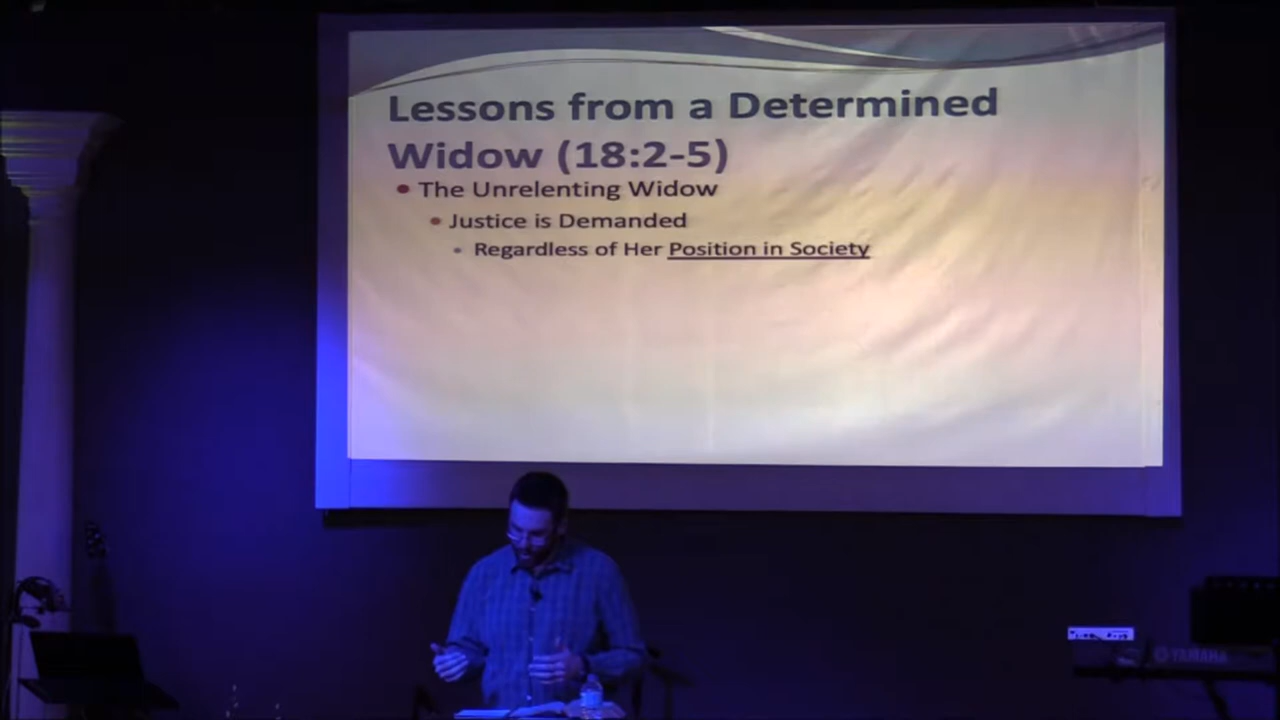 Lessons from a Determined
Widow (18:2-5)
• The Unrelenting Widow
• Justice is Demanded
• Regardless of Her Position in Society
YAMAHA